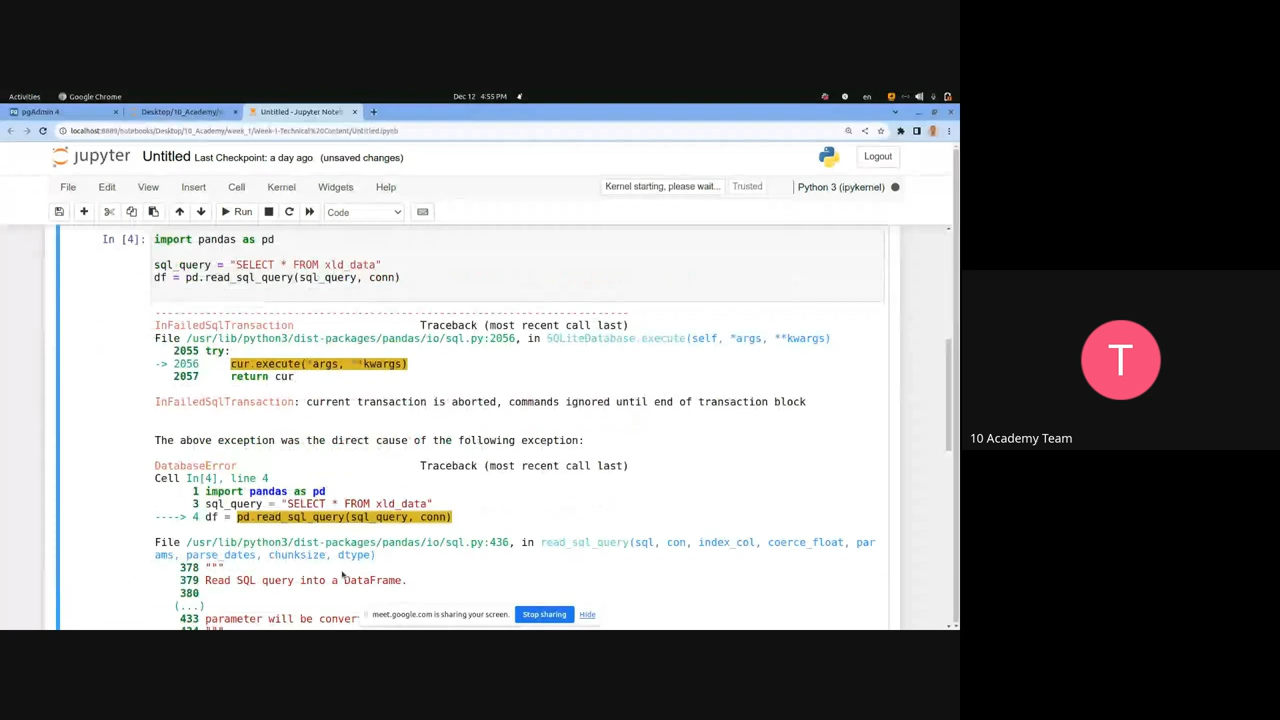 Activities
Google Chrome
Dec 12 4:55 PM
en
pgAdmin 4
Desktop/10_Academy/w
Untitled - Jupyter Noteb
localhost:8889/notebooks/Desktop/10_Academy/week_1/Week-1-Technical%20Content/Untitled.ipynb
jupyter
Untitled Last Checkpoint: a day ago (unsaved changes)
Logout
File Edit View Insert Cell Kernel Widgets Help
Kernel starting, please wait...
Trusted
Python 3 (ipykernel)
Run
Code
In [4]: import pandas as pd
sql_query = "SELECT * FROM xld_data"
df = pd.read_sql_query(sql_query, conn)
InFailedSqlTransaction Traceback (most recent call last)
File /usr/lib/python3/dist-packages/pandas/io/sql.py:2056, in SQLiteDatabase.execute(self, *args, **kwargs)
2055 try:
-> 2056 cur.execute(*args, **kwargs)
2057 return cur
InFailedSqlTransaction: current transaction is aborted, commands ignored until end of transaction block
The above exception was the direct cause of the following exception:
DatabaseError Traceback (most recent call last)
Cell In[4], line 4
1 import pandas as pd
3 sql_query = "SELECT * FROM xld_data"
----> 4 df = pd.read_sql_query(sql_query, conn)
File /usr/lib/python3/dist-packages/pandas/io/sql.py:436, in read_sql_query(sql, con, index_col, coerce_float, par
ams, parse_dates, chunksize, dtype)
378 """
379 Read SQL query into a DataFrame.
380
(...)
433 parameter will be conver
meet.google.com is sharing your screen.
Stop sharing
Hide
T
10 Academy Team